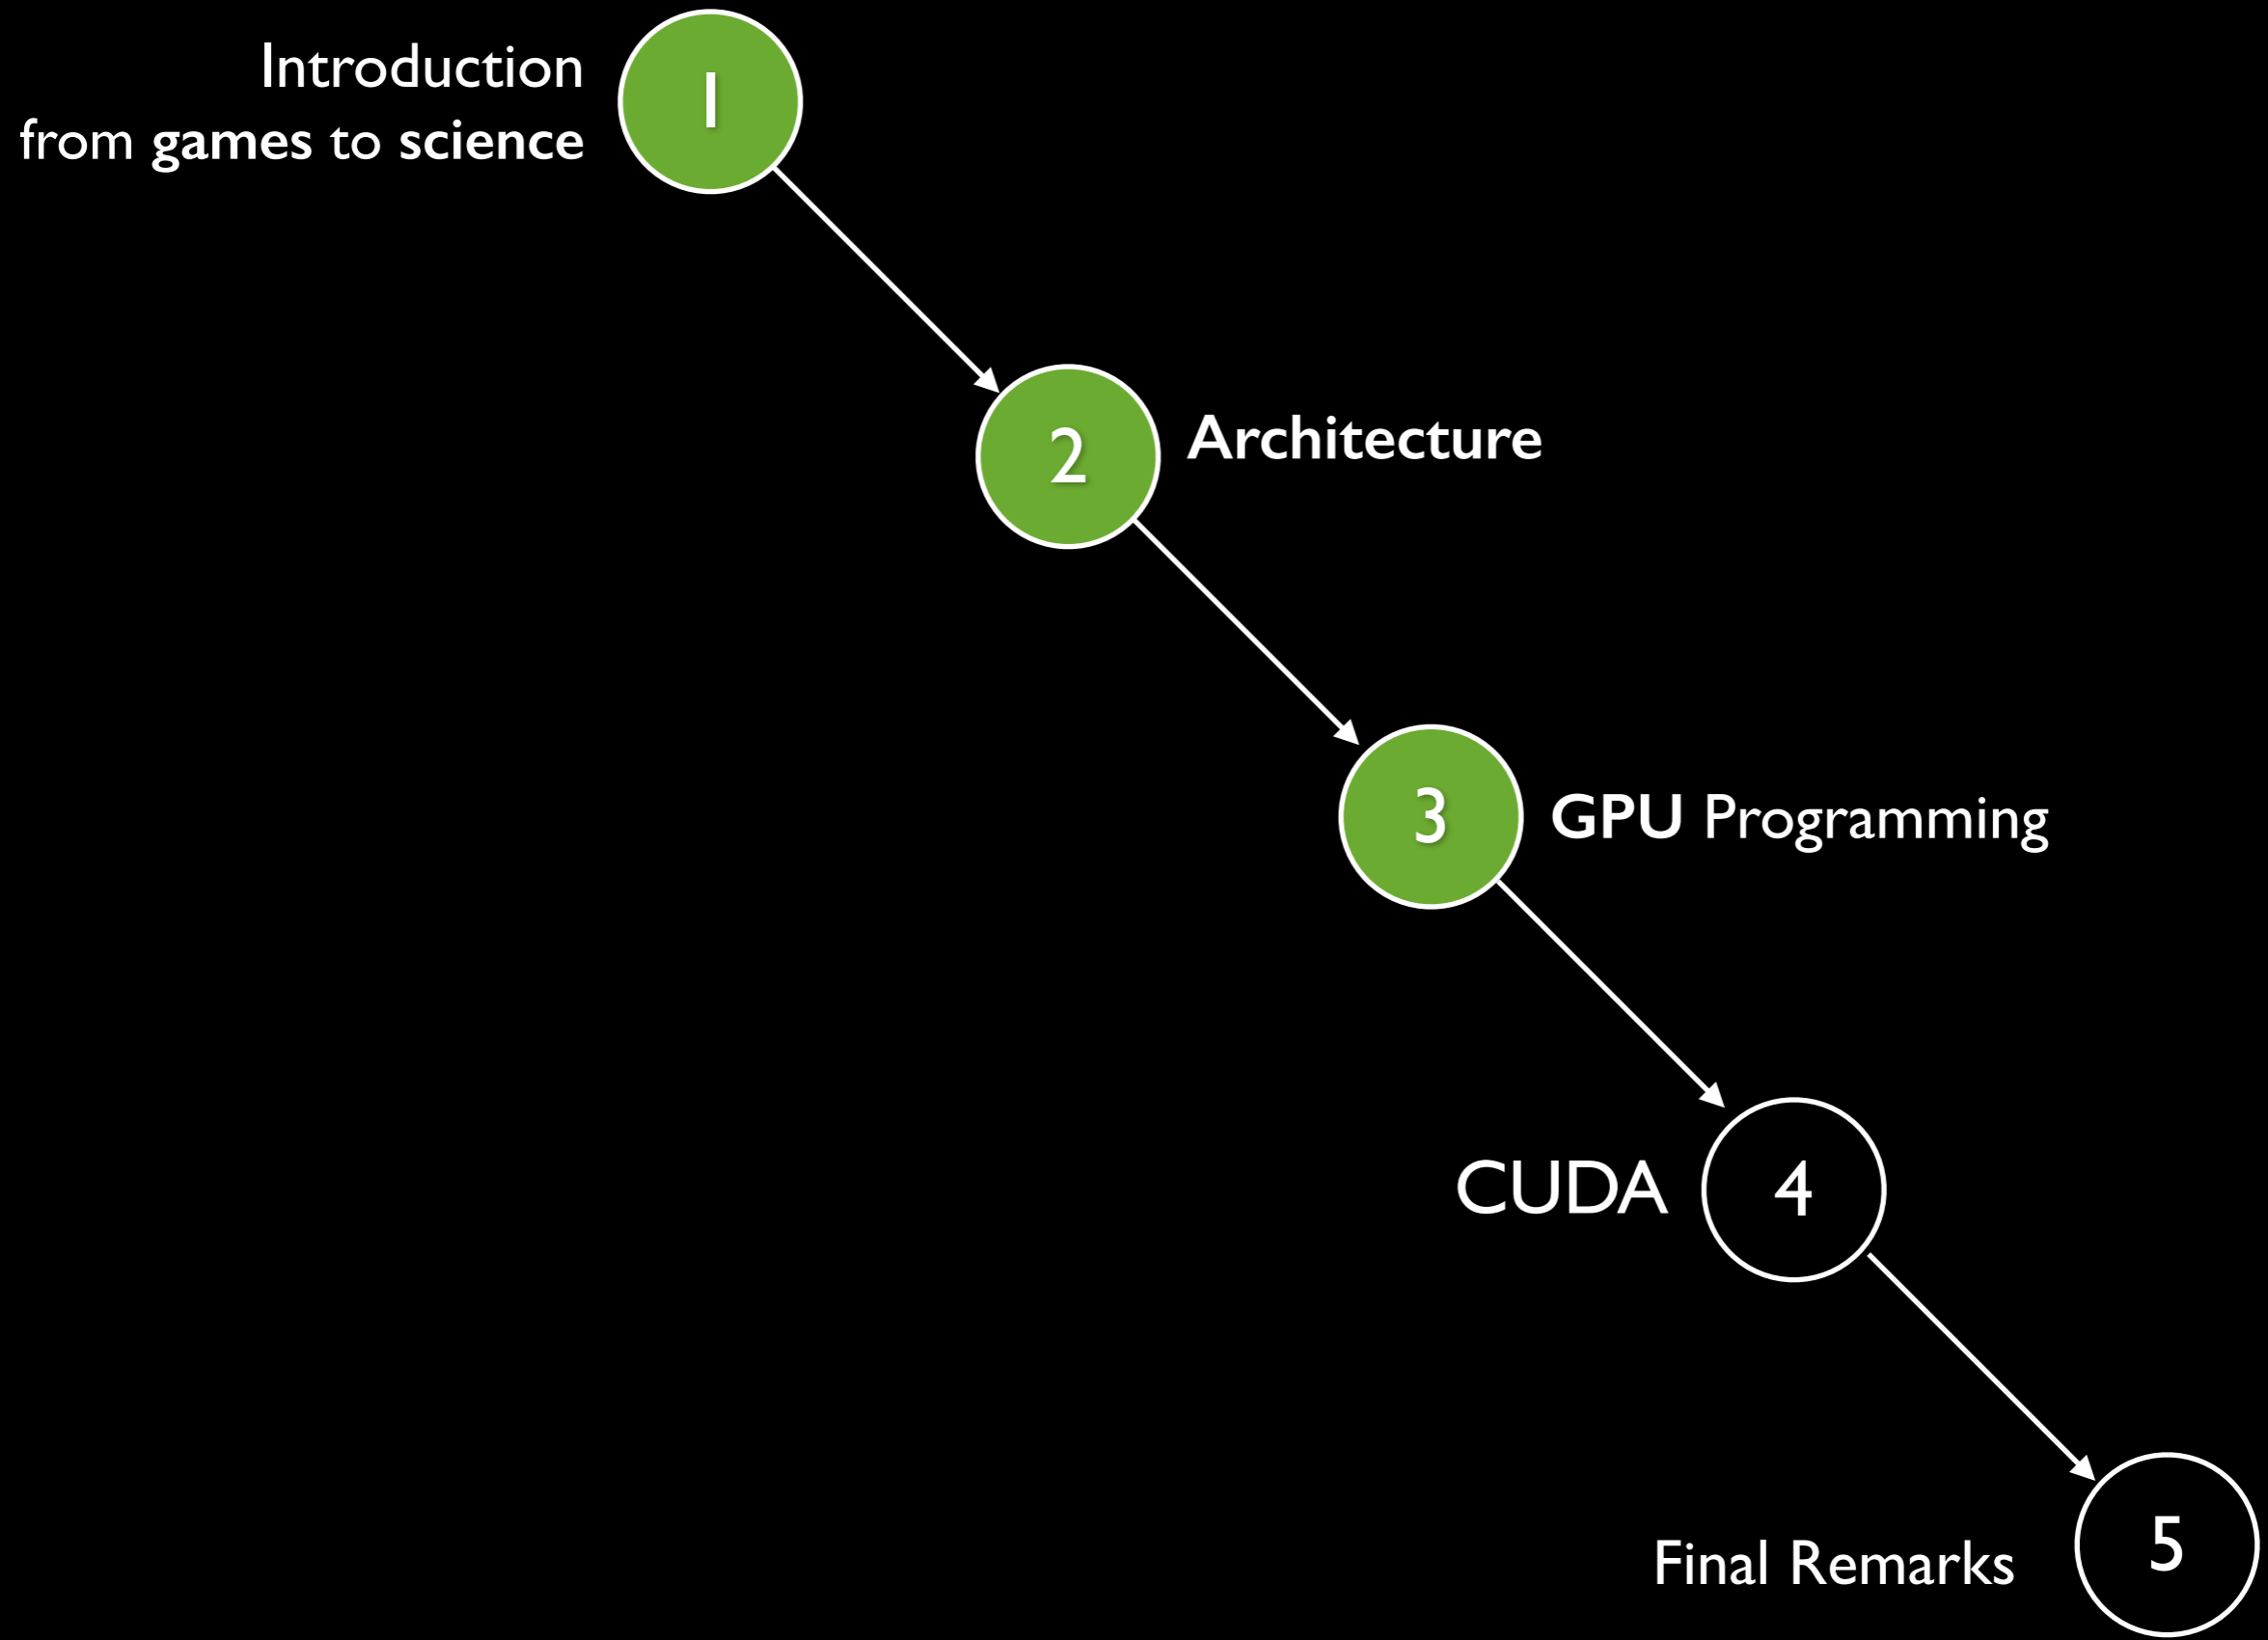 Introduction
from games to science
1
2
Architecture
3
GPU Programming
CUDA
4
Final Remarks
5